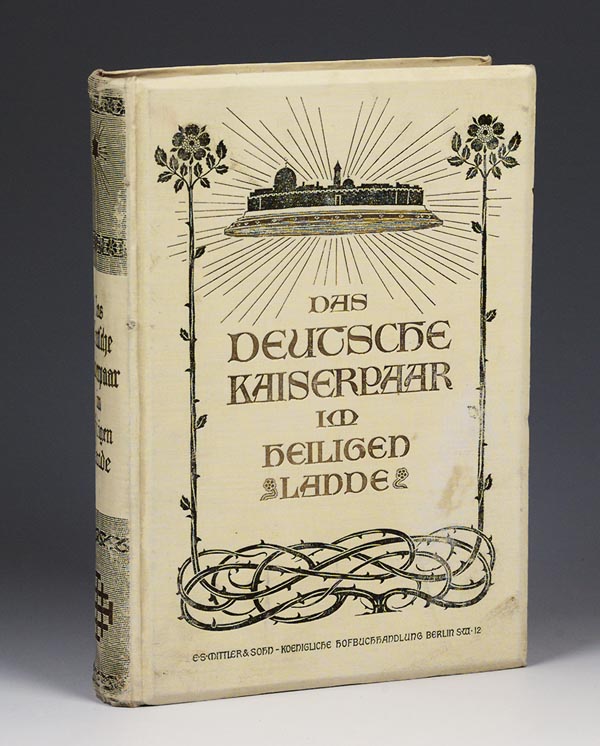 DAS
DEUTSCHE
KAISERPAAR
IM
HEILIGEN
LANDE
E·S·MITTLER & SOHN - KOENIGLICHE HOFBUCHHANDLUNG BERLIN SW·12